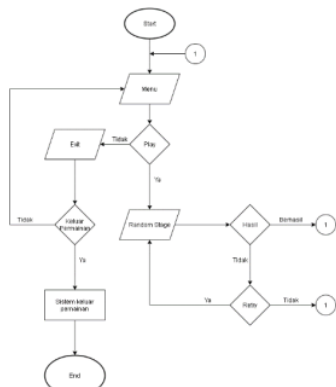 Start
1
Menu
Tidak
Exit
Play
Ya
Keluar
Permainan
Tidak
Random Stage
Hasil
Berhasil
1
Tidak
Ya
Ya
Retry
Tidak
1
Sistem keluar
permainan
End